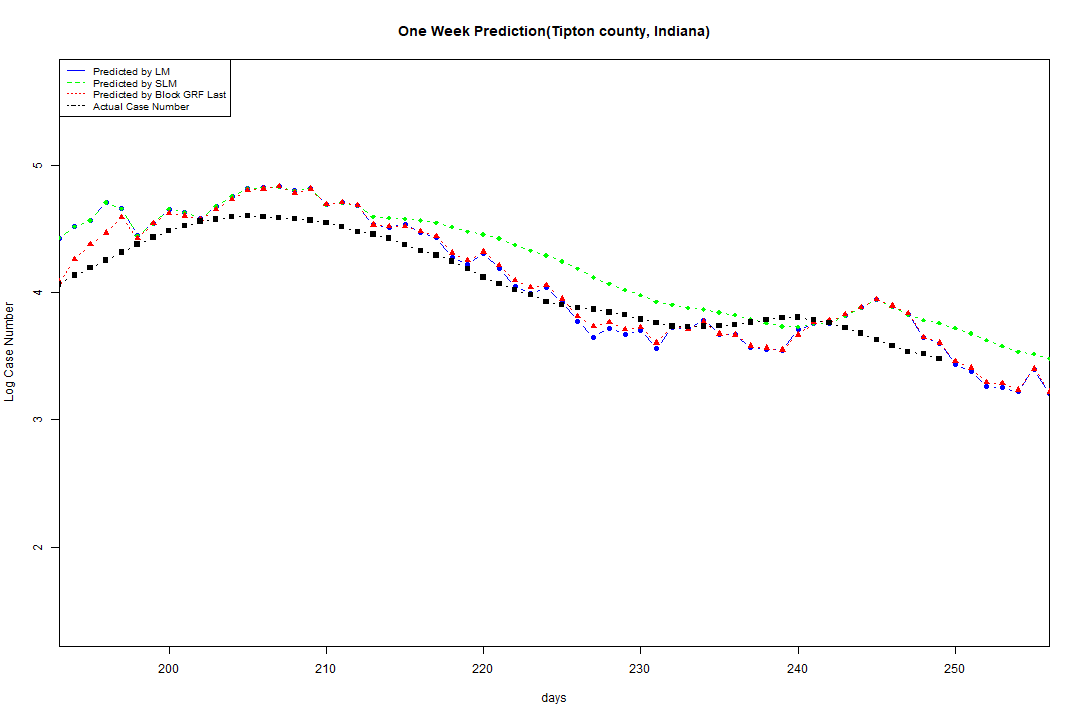 One Week Prediction(Tipton county, Indiana)
Predicted by LM
Predicted by SLM
Predicted by Block GRF Last
Actual Case Number
5
4
3
2
Log Case Number
200 210 220 230 240 250
days